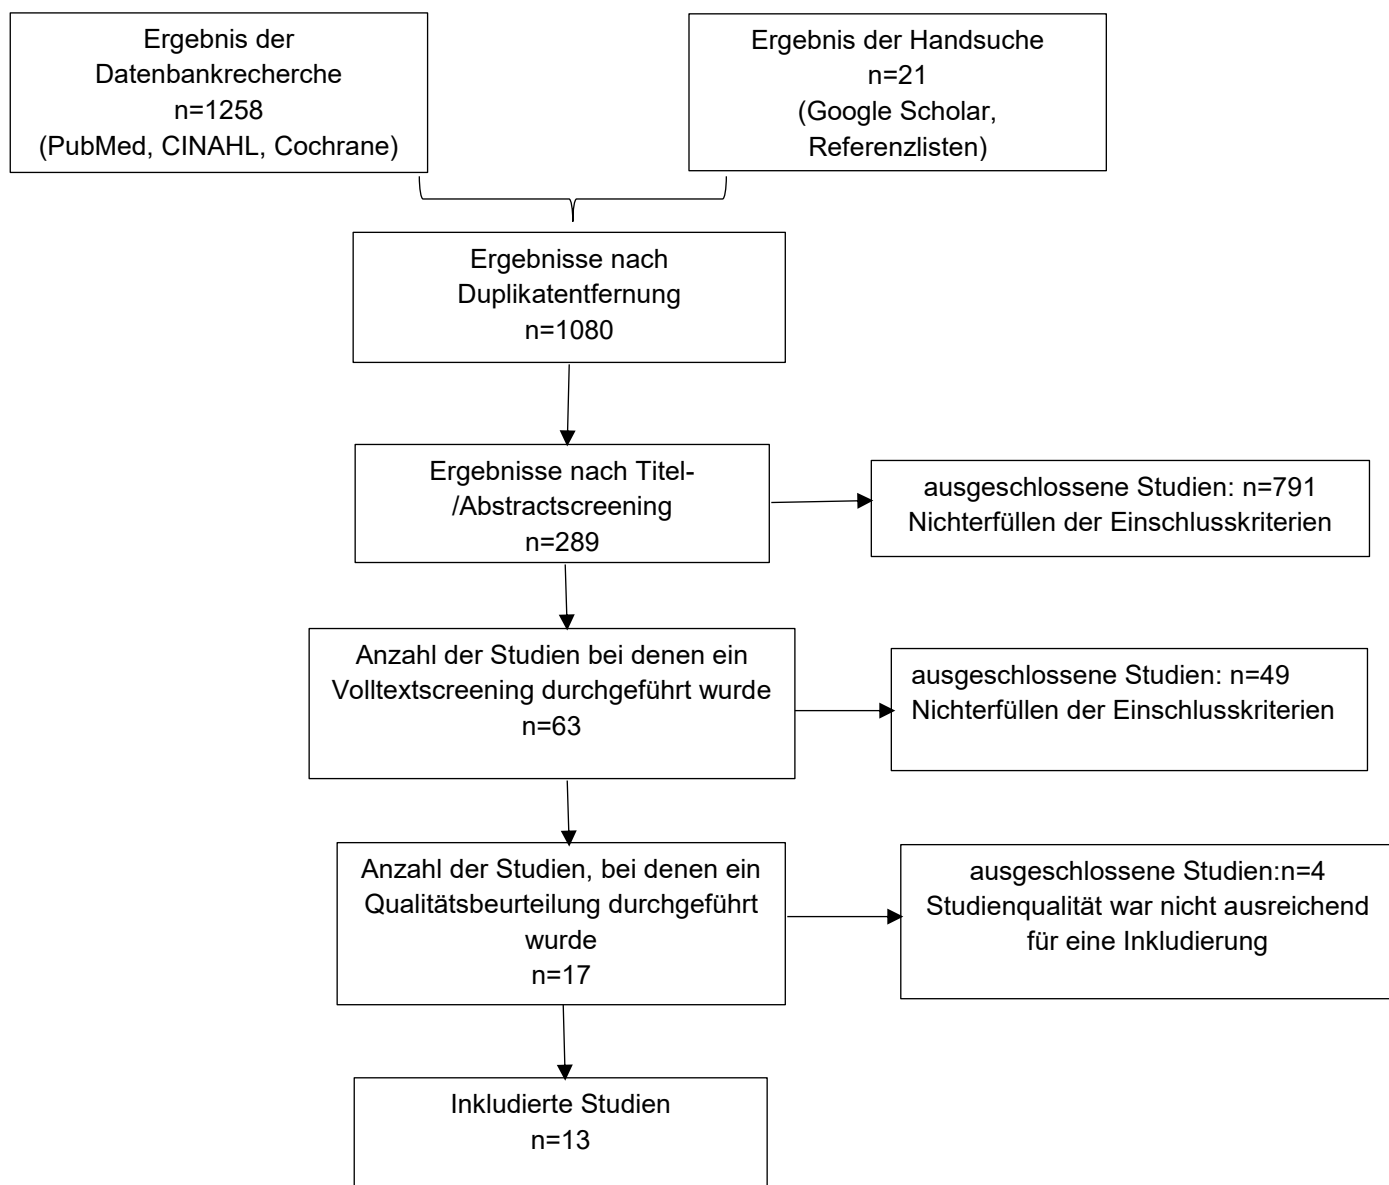 Ergebnis der
Datenbankrecherche
n=1258
(PubMed, CINAHL, Cochrane)
Ergebnis der Handsuche
n=21
(Google Scholar,
Referenzlisten)
Ergebnisse nach
Duplikatentfernung
n=1080
Ergebnisse nach Titel-
/Abstractscreening
n=289
ausgeschlossene Studien: n=791
Nichterfüllen der Einschlusskriterien
Anzahl der Studien bei denen ein
Volltextscreening durchgeführt wurde
n=63
ausgeschlossene Studien: n=49
Nichterfüllen der Einschlusskriterien
Anzahl der Studien, bei denen ein
Qualitätsbeurteilung durchgeführt
wurde
n=17
ausgeschlossene Studien:n=4
Studienqualität war nicht ausreichend
für eine Inkludierung
Inkludierte Studien
n=13